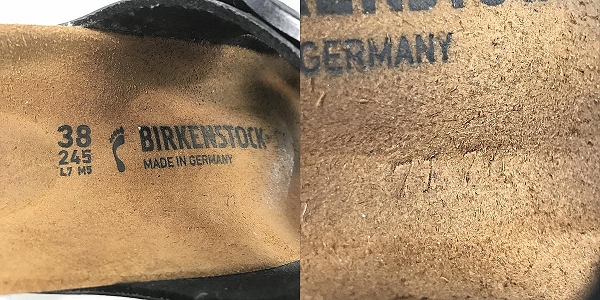 38
245
L7 M5
BIRKENSTOCK
MADE IN GERMANY
GERMANY